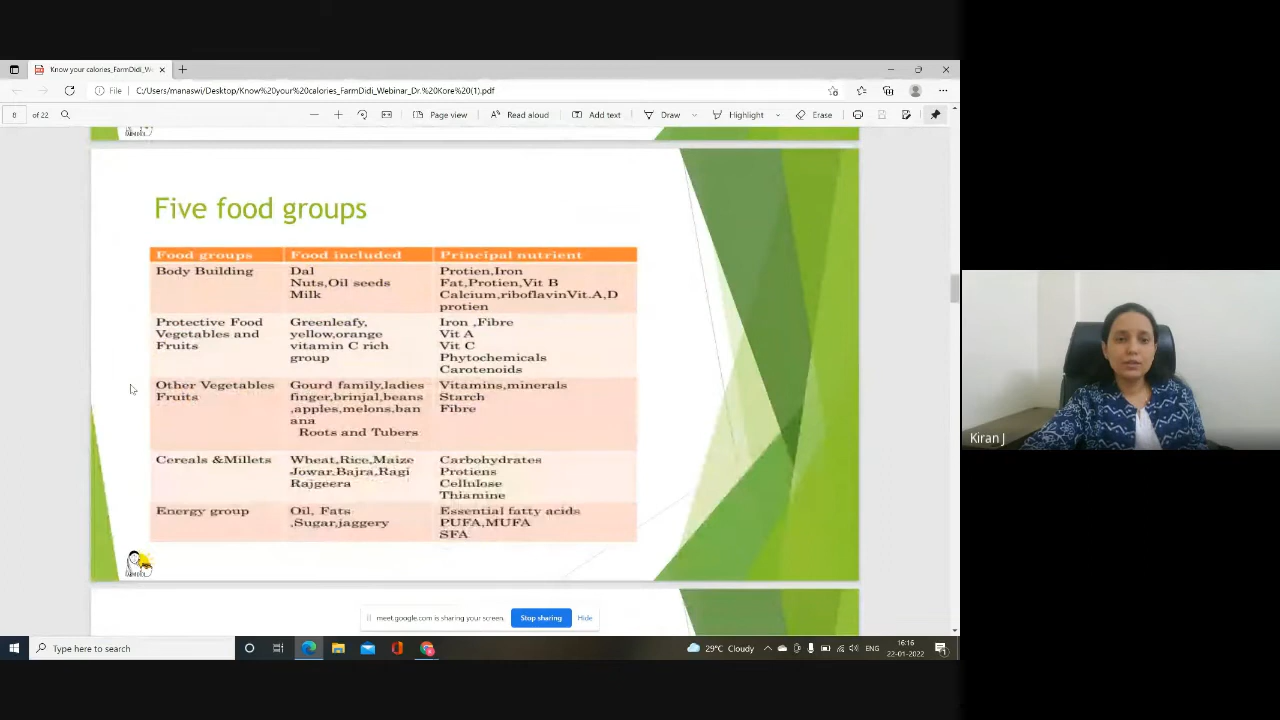 Know your calories_FarmDidi_We
File
C:/Users/manaswi/Desktop/Know%20your%20calories_FarmDidi_Webinar_Dr.%20Kore%20(1).pdf
8 of 22
Page view
Read aloud
Add text
Draw
Highlight
Erase
Five food groups
Food groups Food included Principal nutrient
Body Building Dal Protien,Iron
Nuts,Oil seeds Fat,Protien,Vit B
Milk Calcium,riboflavinVit.A,D
protien
Protective Food Greenleafy, Iron ,Fibre
Vegetables and yellow,orange Vit A
Fruits vitamin C rich Vit C
group Phytochemicals
Carotenoids
Other Vegetables Gourd family,ladies Vitamins,minerals
Fruits finger,brinjal,beans Starch
,apples,melons,ban Fibre
ana
Roots and Tubers
Cereals &Millets Wheat,Rice,Maize Carbohydrates
Jowar,Bajra,Ragi Protiens
Rajgeera Cellulose
Thiamine
Energy group Oil, Fats Essential fatty acids
,Sugar,jaggery PUFA,MUFA
SFA
Kiran J
meet.google.com is sharing your screen.
Stop sharing
Hide
Type here to search
29°C Cloudy
ENG
16:16
22-01-2022